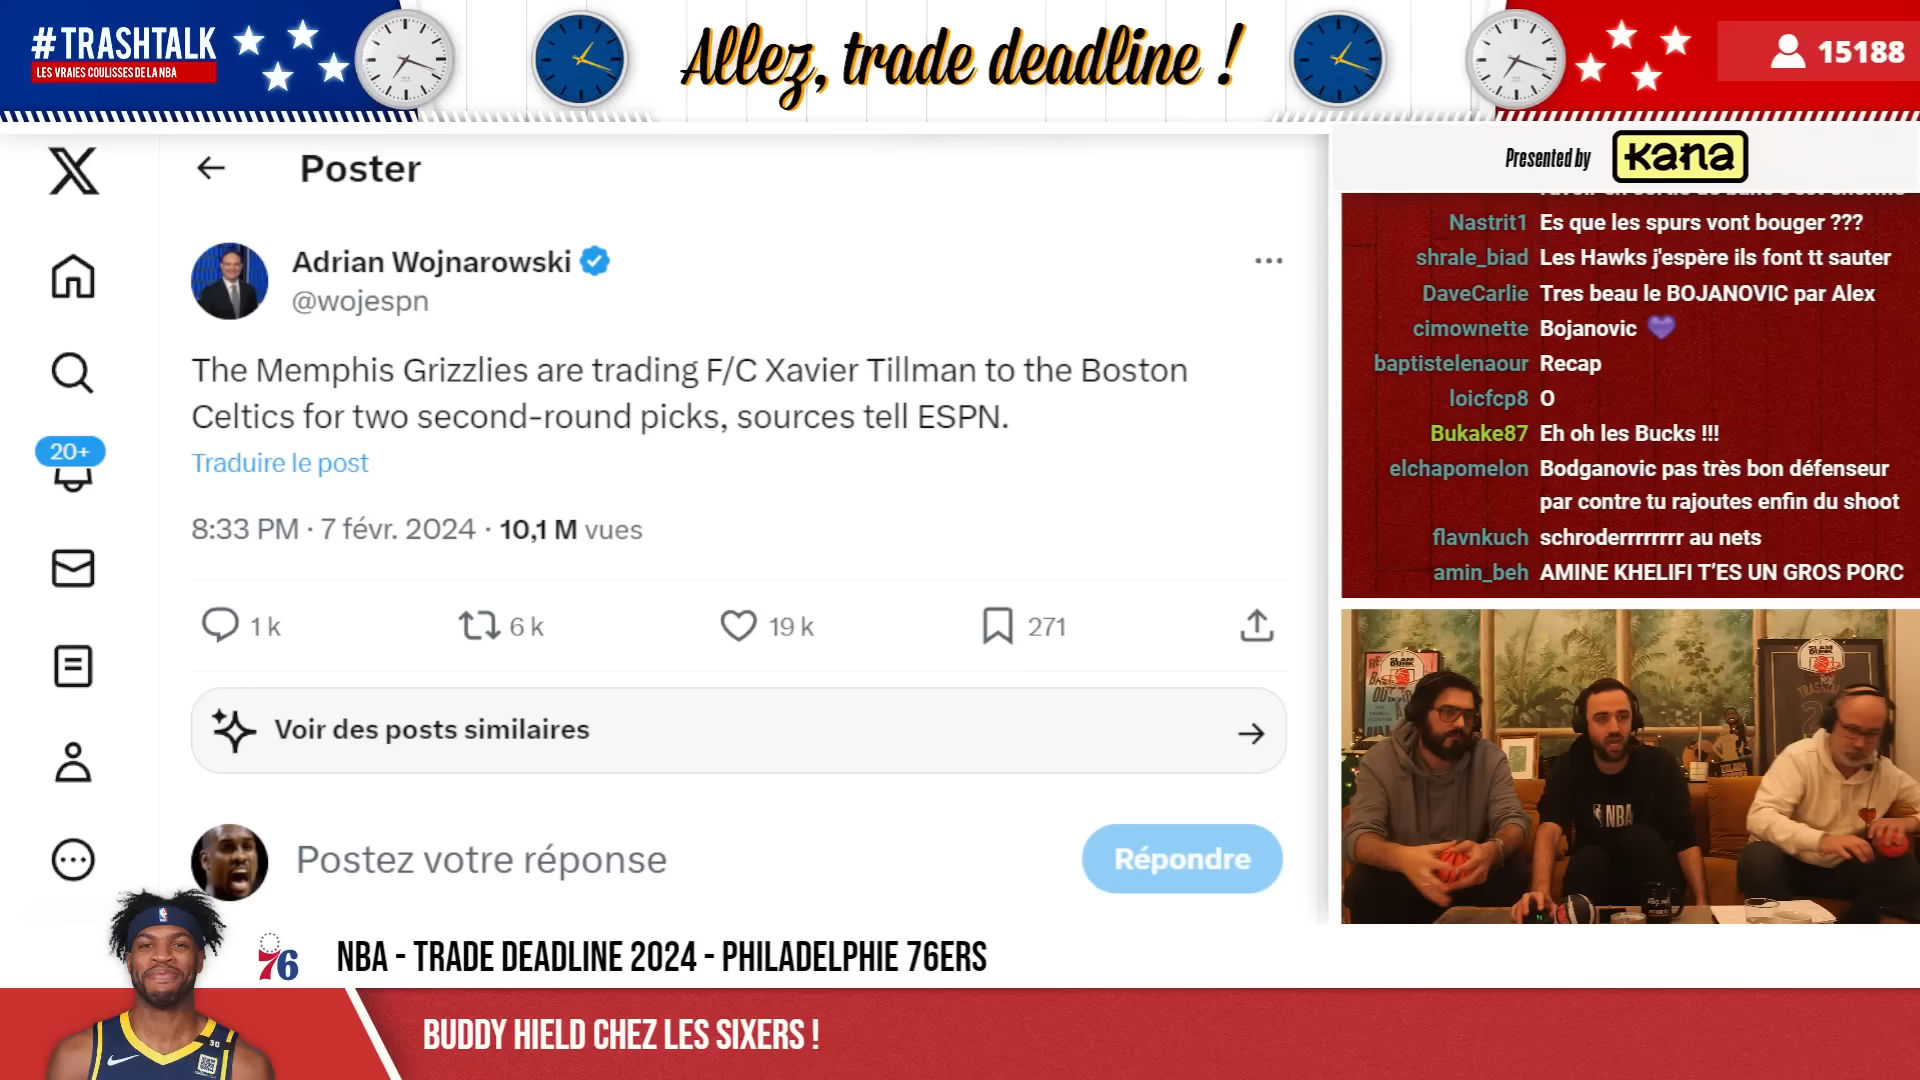 #TRASHTALK
LES VRAIES COULISSES DE LA NBA
Allez, trade deadline !
15188
Poster
Adrian Wojnarowski
@wojespn
The Memphis Grizzlies are trading F/C Xavier Tillman to the Boston
Celtics for two second-round picks, sources tell ESPN.
Traduire le post
8:33 PM · 7 févr. 2024 · 10,1 M vues
20+
1 k
6 k
19 k
271
Voir des posts similaires
Postez votre réponse
Répondre
Presented by
kana
Nastrit1 Es que les spurs vont bouger ???
shrale_biad Les Hawks j'espère ils font tt sauter
DaveCarlie Tres beau le BOJANOVIC par Alex
cimownette Bojanovic 💜
baptistelenaour Recap
loicfcp8 O
Bukake87 Eh oh les Bucks !!!
elchapomelon Bodganovic pas très bon défenseur
par contre tu rajoutes enfin du shoot
flavnkuch schroderrrrrrrr au nets
amin_beh AMINE KHELIFI T'ES UN GROS PORC
SLAM
DUNK
SLAM
DUNK
NBA
76
NBA - TRADE DEADLINE 2024 - PHILADELPHIE 76ERS
BUDDY HIELD CHEZ LES SIXERS !